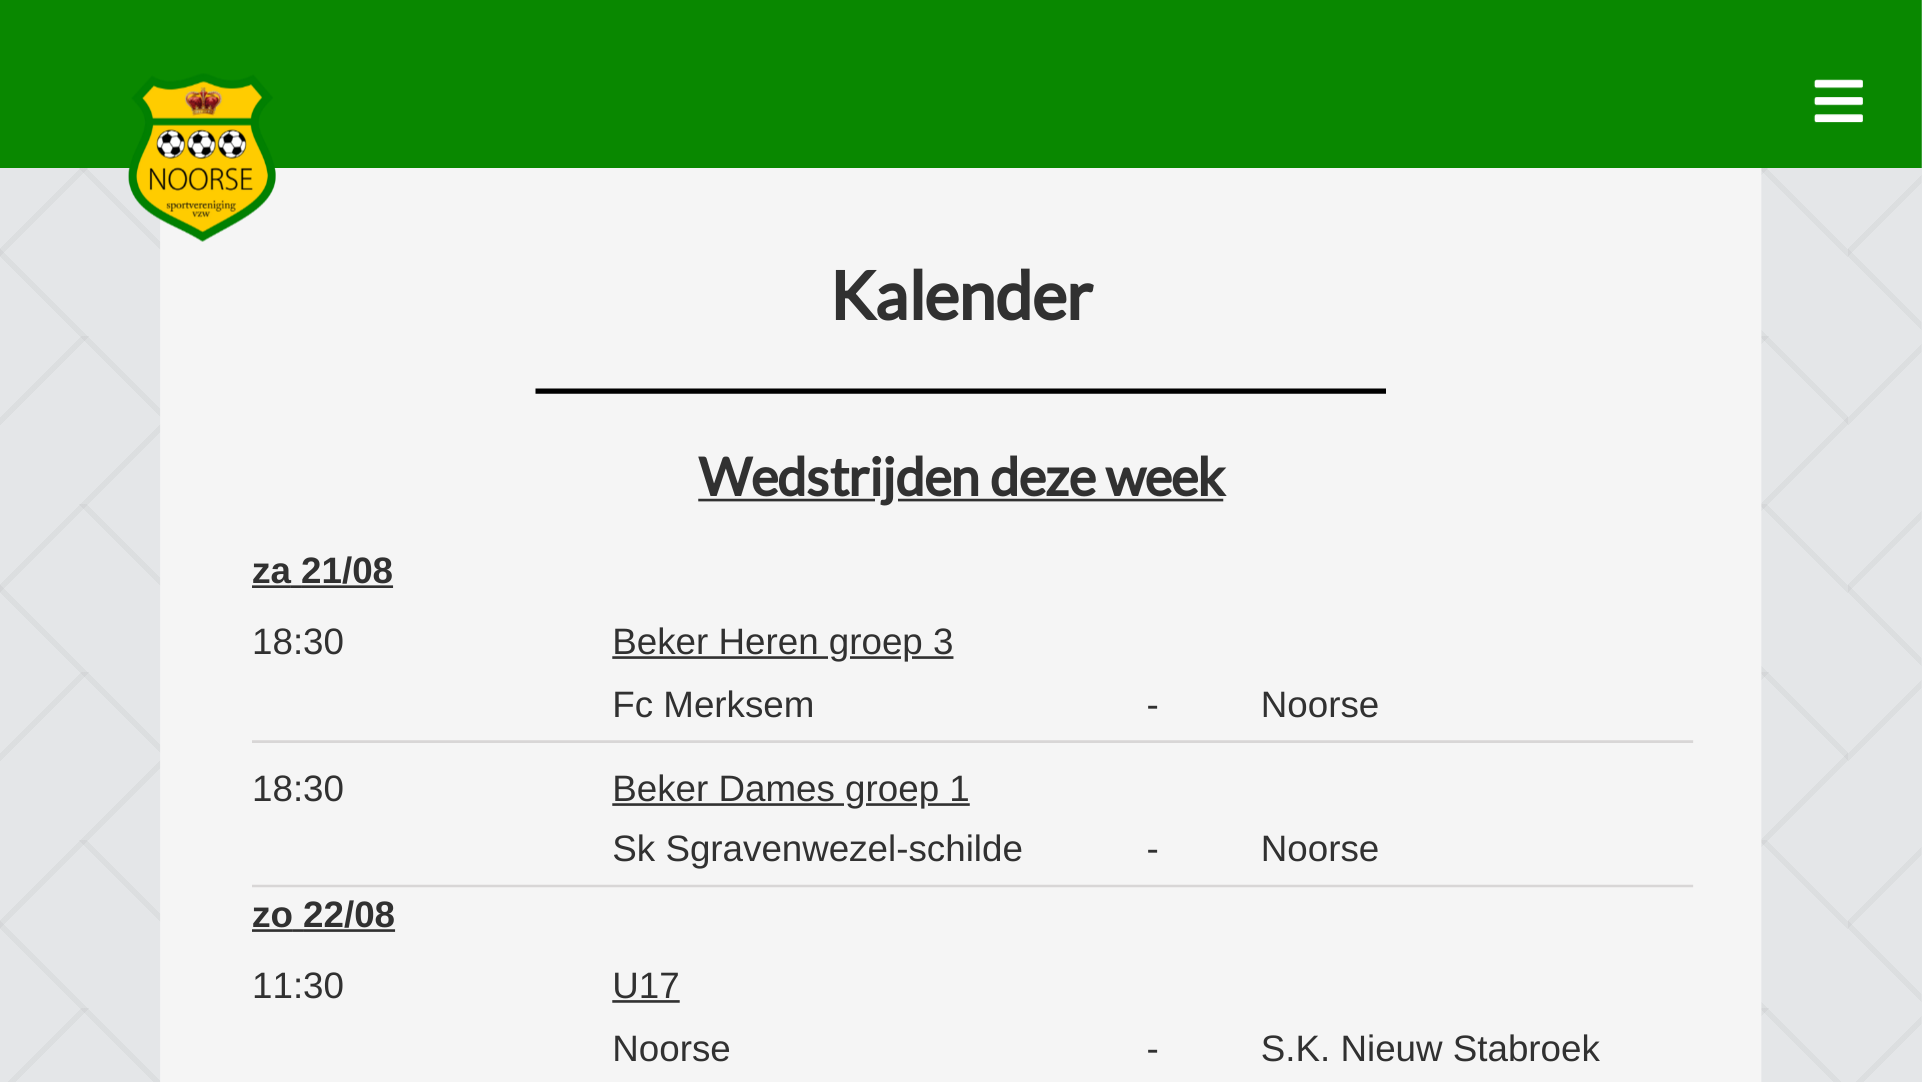 NOORSE
sportvereniging
vzw
Kalender
Wedstrijden deze week
za 21/08
18:30 Beker Heren groep 3
Fc Merksem - Noorse
18:30 Beker Dames groep 1
Sk Sgravenwezel-schilde - Noorse
zo 22/08
11:30 U17
Noorse - S.K. Nieuw Stabroek